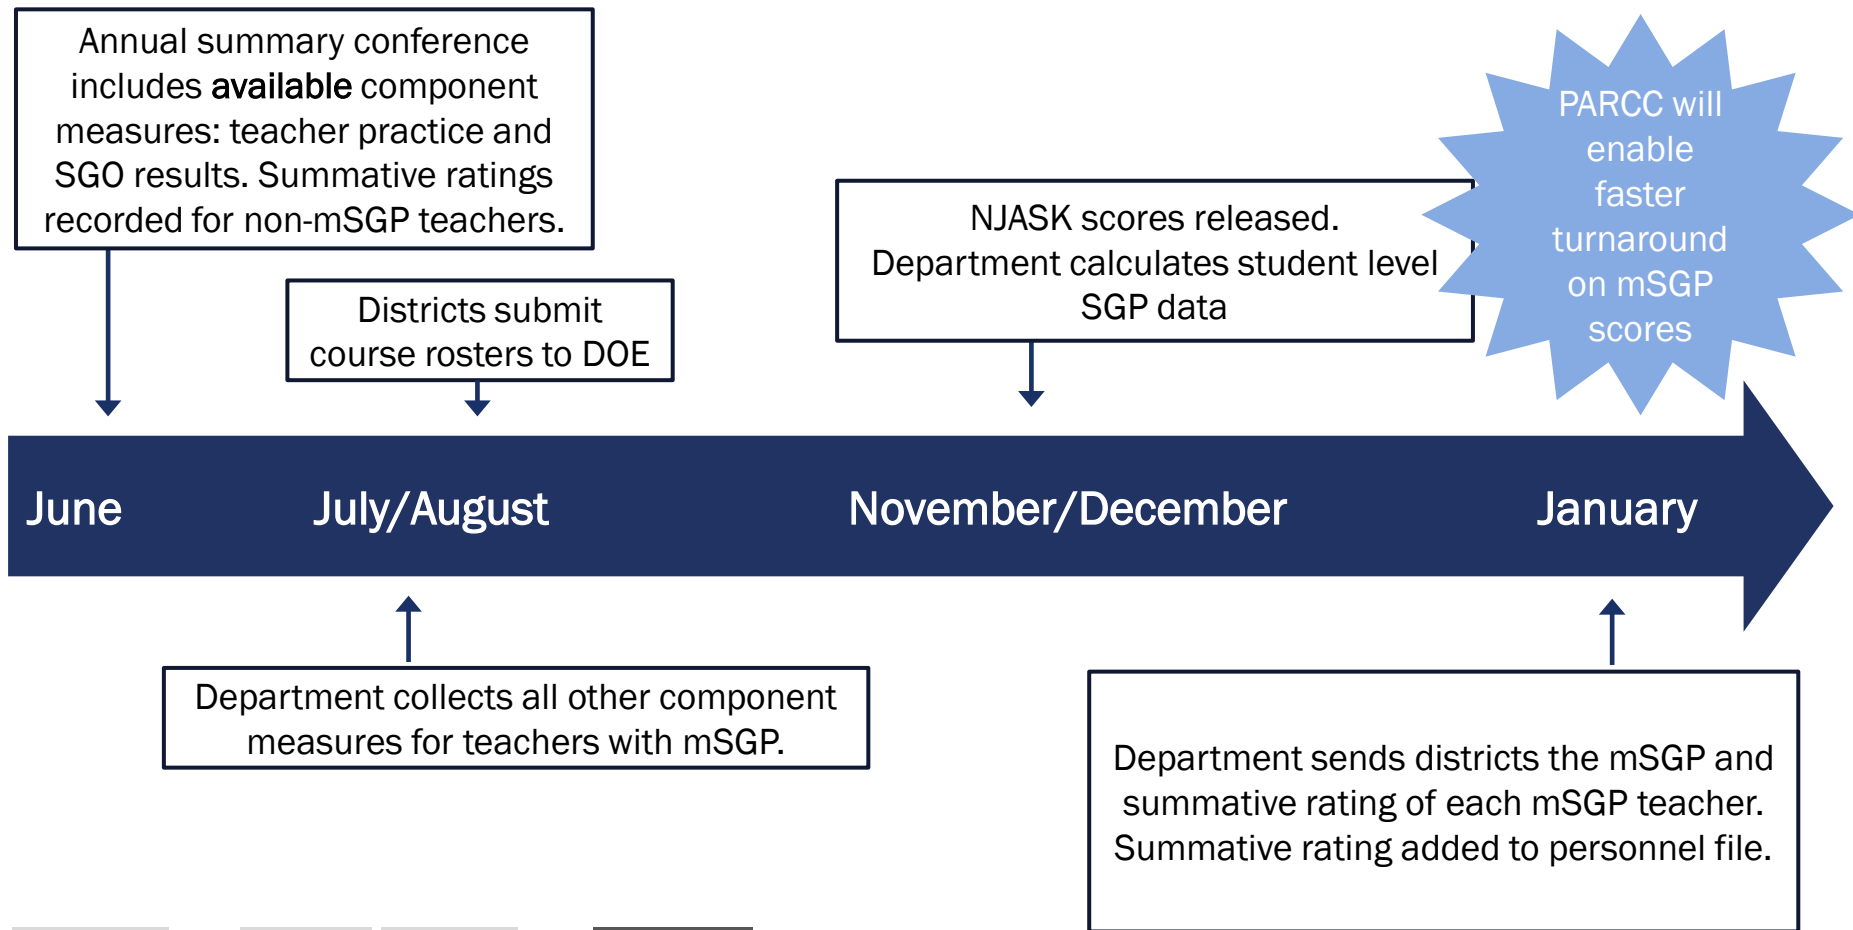 Annual summary conference
includes available component
measures: teacher practice and
SGO results. Summative ratings
recorded for non-mSGP teachers.
Districts submit
course rosters to DOE
NJASK scores released.
Department calculates student level
SGP data
PARCC will
enable
faster
turnaround
on mSGP
scores
June
July/August
November/December
January
Department collects all other component
measures for teachers with mSGP.
Department sends districts the mSGP and
summative rating of each mSGP teacher.
Summative rating added to personnel file.